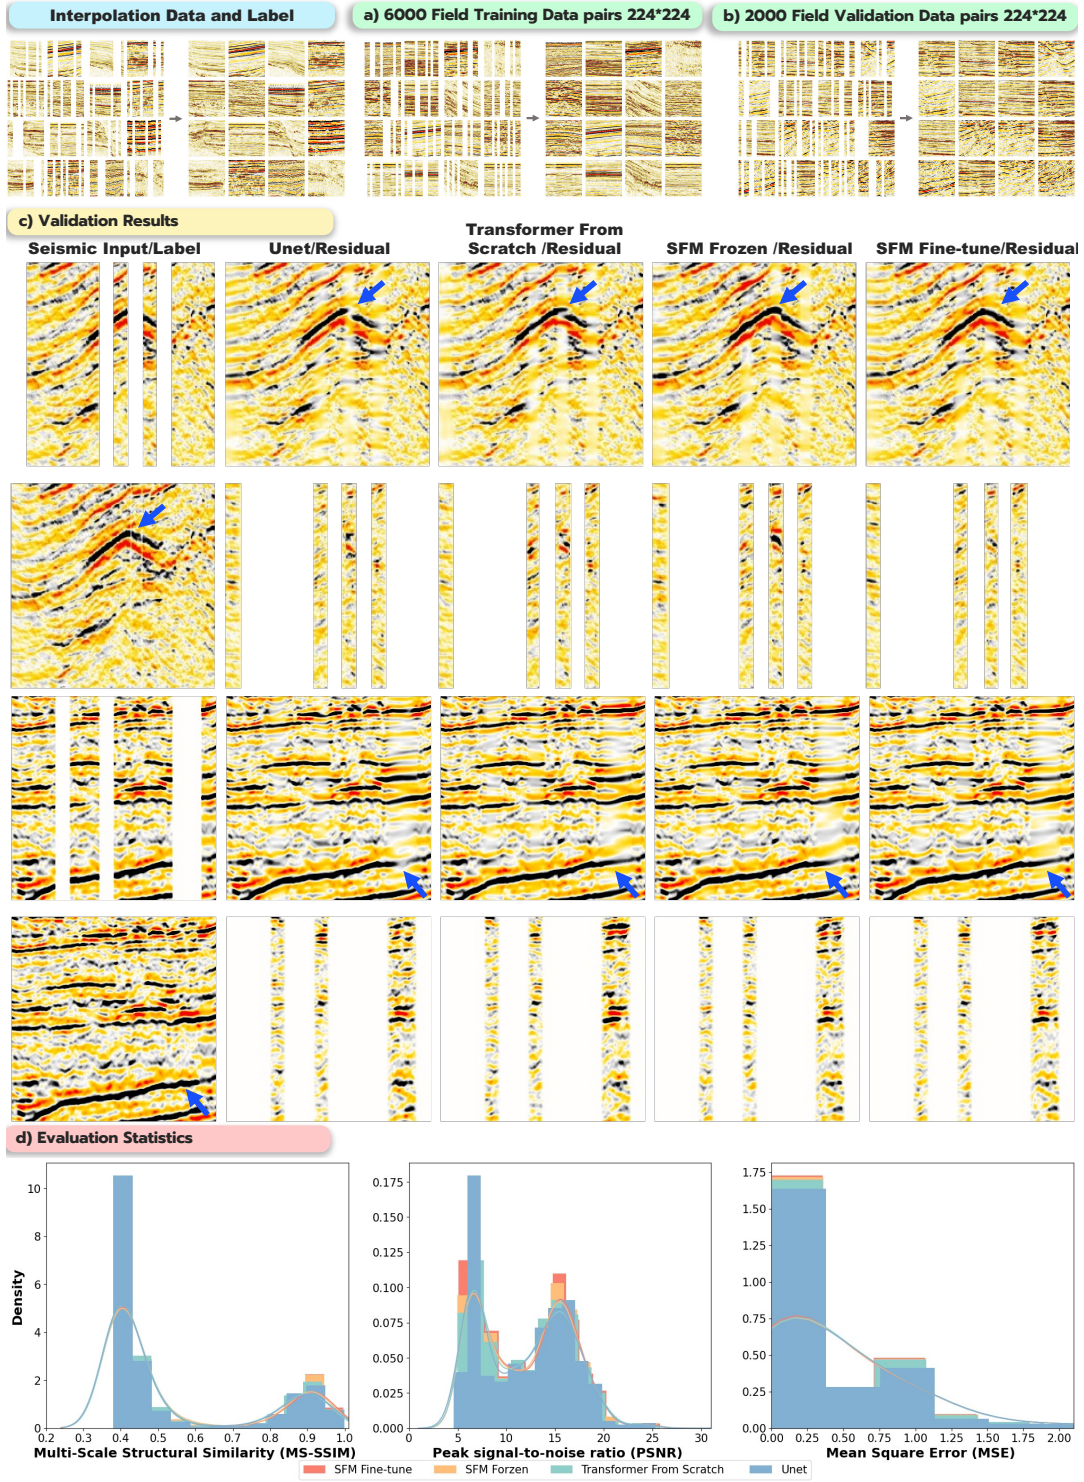 Interpolation Data and Label
a) 6000 Field Training Data pairs 224*224
b) 2000 Field Validation Data pairs 224*224
c) Validation Results
Seismic Input/Label
Unet/Residual
Transformer From
Scratch /Residual
SFM Frozen /Residual
SFM Fine-tune/Residual
d) Evaluation Statistics
Density
10
8
6
4
2
0
0.2 0.3 0.4 0.5 0.6 0.7 0.8 0.9 1.0
Multi-Scale Structural Similarity (MS-SSIM)
0.175
0.150
0.125
0.100
0.075
0.050
0.025
0.000
0 5 10 15 20 25 30
Peak signal-to-noise ratio (PSNR)
1.75
1.50
1.25
1.00
0.75
0.50
0.25
0.00
0.00 0.25 0.50 0.75 1.00 1.25 1.50 1.75 2.00
Mean Square Error (MSE)
SFM Fine-tune SFM Forzen Transformer From Scratch Unet